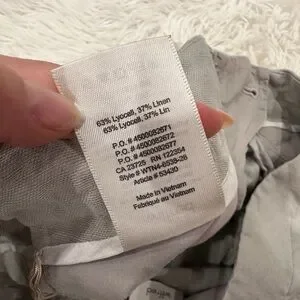 63% Lyocell, 37% Linen
63% Lyocell, 37% Lin
P.O. # 4500082671
P.O. # 4500082672
P.O. # 4500082677
CA 23725 RN 122354
Style # WTN4-6538-28
Article # 53430
Made in Vietnam
Fabriqué au Vietnam